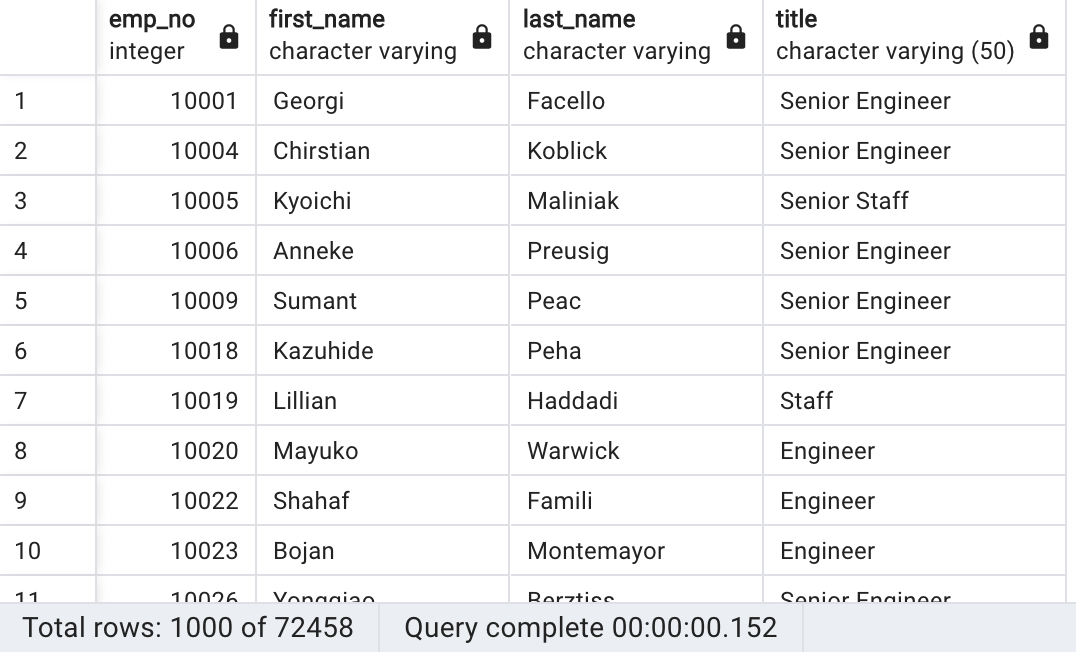 emp_no first_name last_name title
integer character varying character varying character varying (50)
1 10001 Georgi Facello Senior Engineer
2 10004 Chirstian Koblick Senior Engineer
3 10005 Kyoichi Maliniak Senior Staff
4 10006 Anneke Preusig Senior Engineer
5 10009 Sumant Peac Senior Engineer
6 10018 Kazuhide Peha Senior Engineer
7 10019 Lillian Haddadi Staff
8 10020 Mayuko Warwick Engineer
9 10022 Shahaf Famili Engineer
10 10023 Bojan Montemayor Engineer
11 10026 Yongqiao Berztiss Senior Engineer
Total rows: 1000 of 72458 Query complete 00:00:00.152